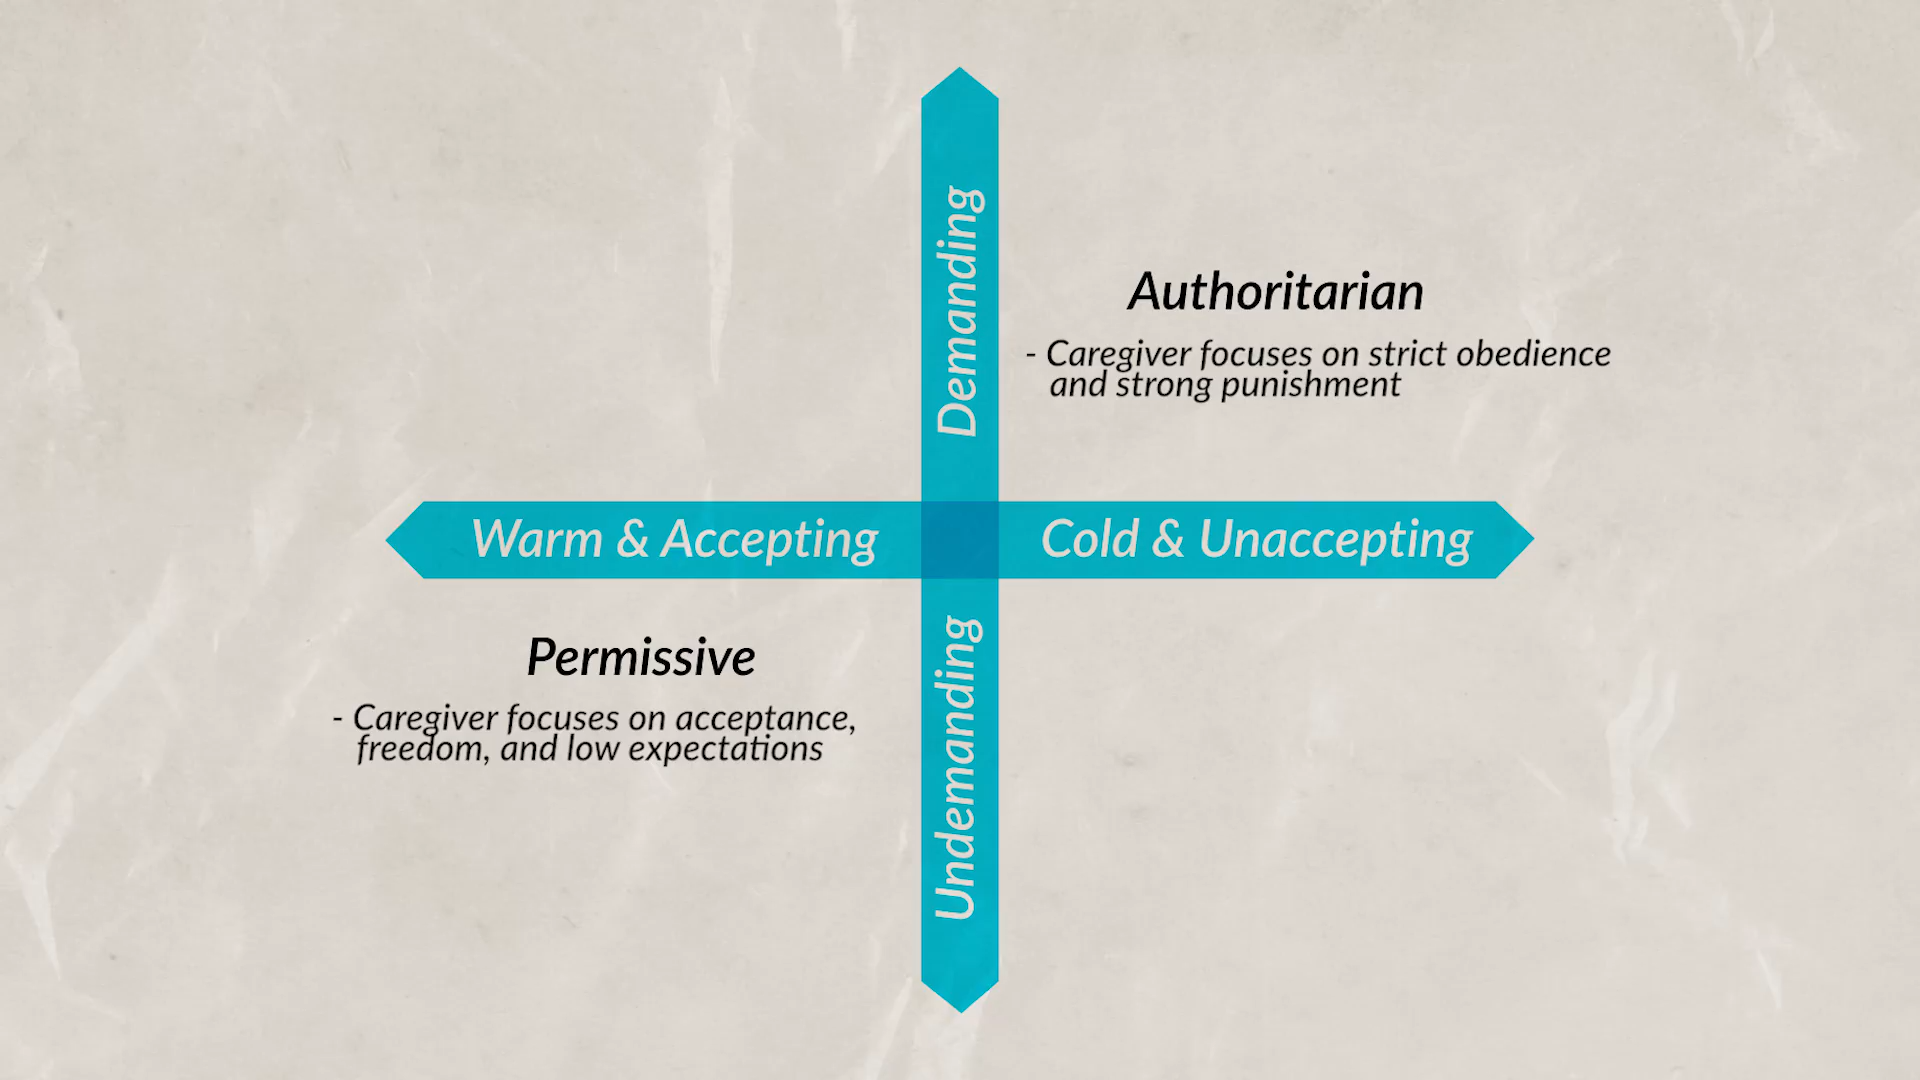 Demanding
Authoritarian
- Caregiver focuses on strict obedience
and strong punishment
Warm & Accepting
Cold & Unaccepting
Permissive
- Caregiver focuses on acceptance,
freedom, and low expectations
Undemanding